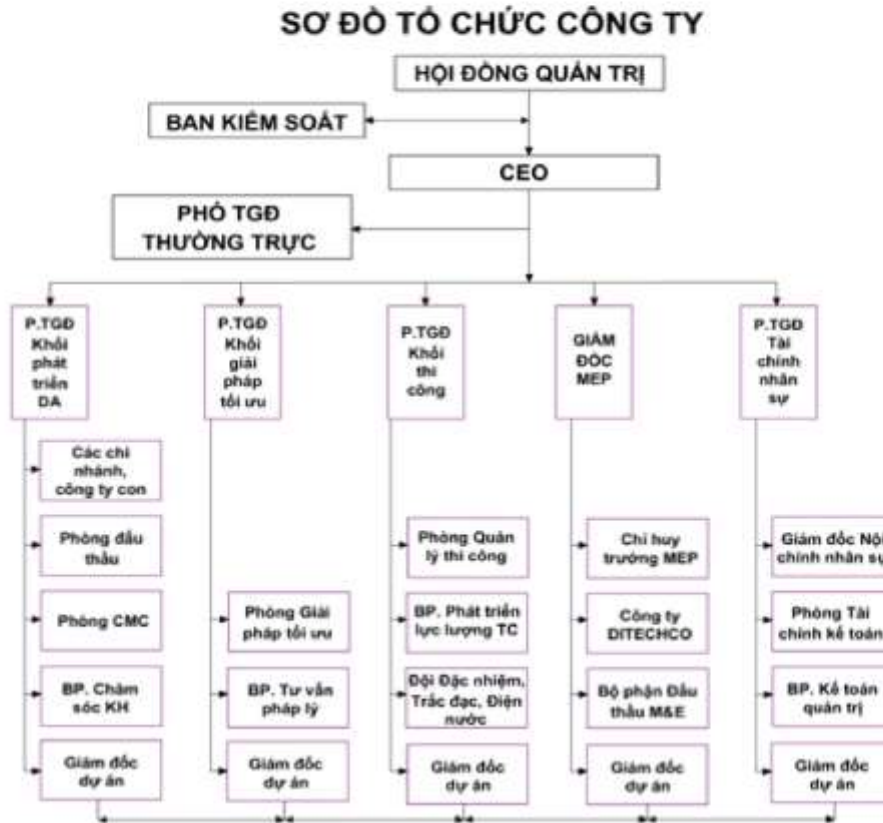 SƠ ĐỒ TỔ CHỨC CÔNG TY
HỘI ĐỒNG QUẢN TRỊ
BAN KIỂM SOÁT
CEO
PHÓ TGĐ
THƯỜNG TRỰC
P.TGĐ
Khối
phát
triển
DA
P.TGĐ
Khối
giải
pháp
tối ưu
P.TGĐ
Khối
thi
công
GIÁM
ĐỐC
MEP
P.TGĐ
Tài
chính
nhân
sự
Các chi
nhánh,
công ty con
Phòng đấu
thầu
Phòng CMC
BP. Chăm
sóc KH
Giám đốc
dự án
Phòng Giải
pháp tối ưu
BP. Tư vấn
pháp lý
Giám đốc
dự án
Phòng Quản
lý thi công
BP. Phát triển
lực lượng TC
Đội Đặc nhiệm,
Trắc đạc, Điện
nước
Giám đốc
dự án
Chỉ huy
trưởng MEP
Công ty
DITECHCO
Bộ phận Đấu
thầu M&E
Giám đốc
dự án
Giám đốc Nội
chính nhân sự
Phòng Tài
chính kế toán
BP. Kế toán
quản trị
Giám đốc
dự án